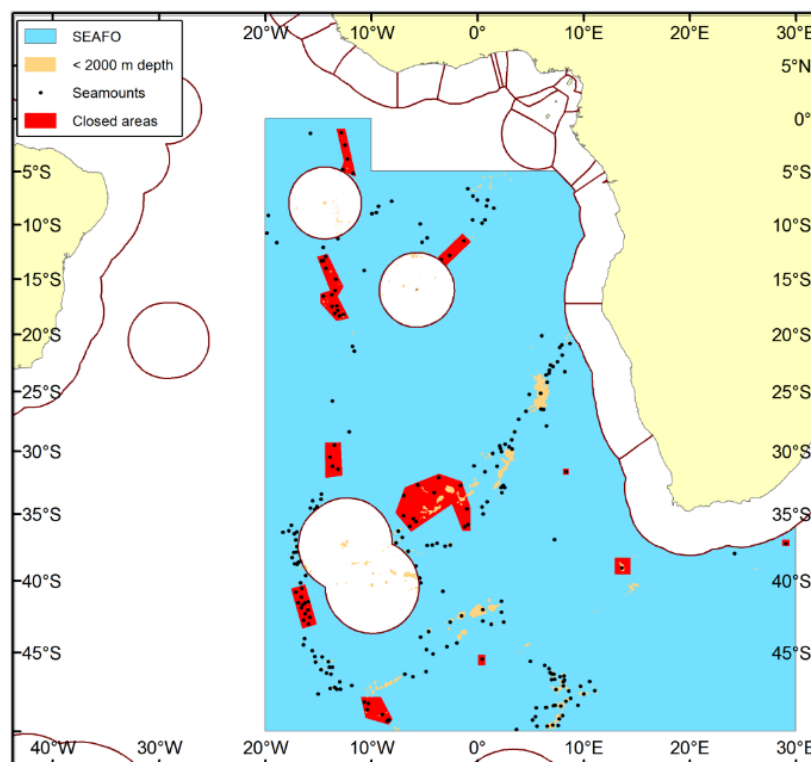 SEAFO
< 2000 m depth
Seamounts
Closed areas
20°W 10°W 0° 10°E 20°E 30°E
5°N
0°
5°S 5°S
10°S 10°S
15°S 15°S
20°S 20°S
25°S 25°S
30°S 30°S
35°S 35°S
40°S 40°S
45°S 45°S
40°W 30°W 20°W 10°W 0° 10°E 20°E 30°E